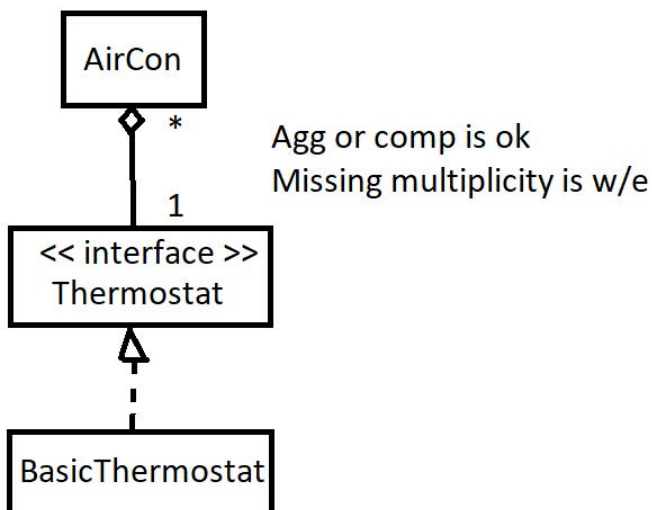 AirCon
*
Agg or comp is ok
Missing multiplicity is w/e
1
<< interface >>
Thermostat
BasicThermostat